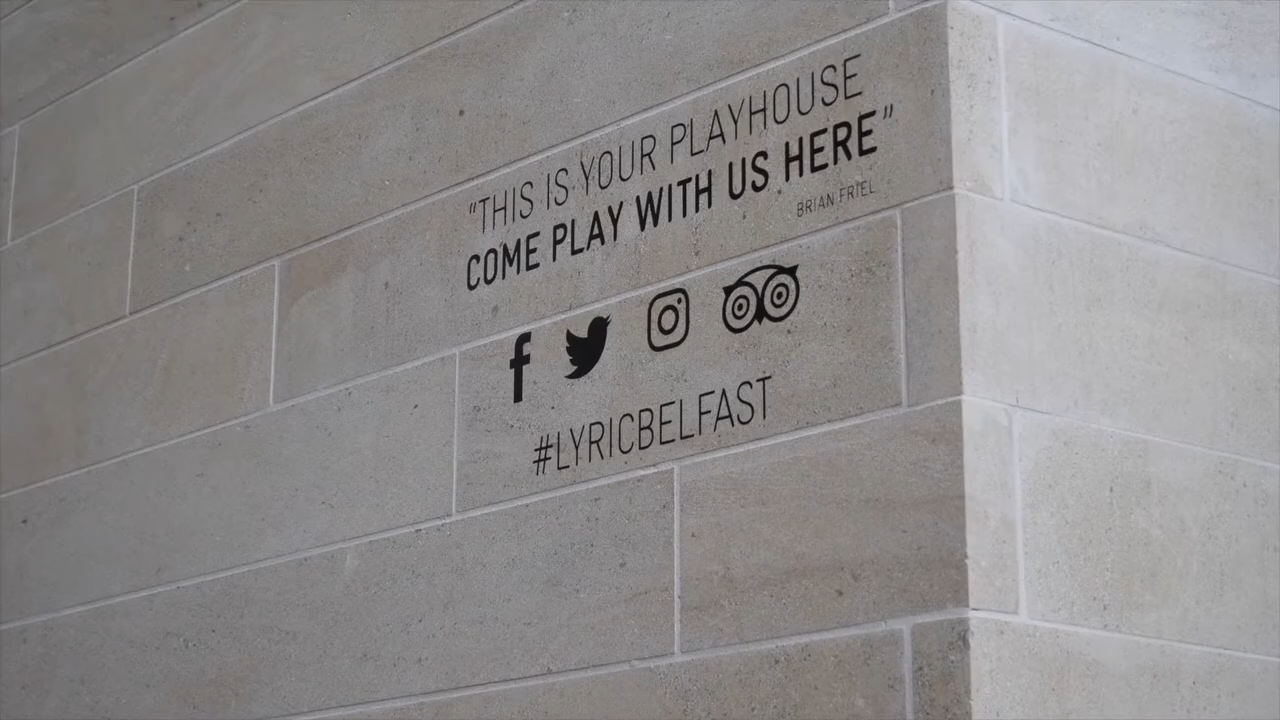 "THIS IS YOUR PLAYHOUSE
COME PLAY WITH US HERE"
BRIAN FRIEL
#LYRICBELFAST